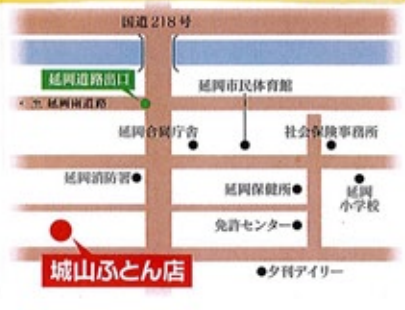 国道218号
延岡道路出口
延岡市民体育館
至 延岡南道路
延岡合同庁舎
社会保険事務所
延岡消防署
延岡保健所
延岡
小学校
免許センター
城山ふとん店
夕刊デイリー